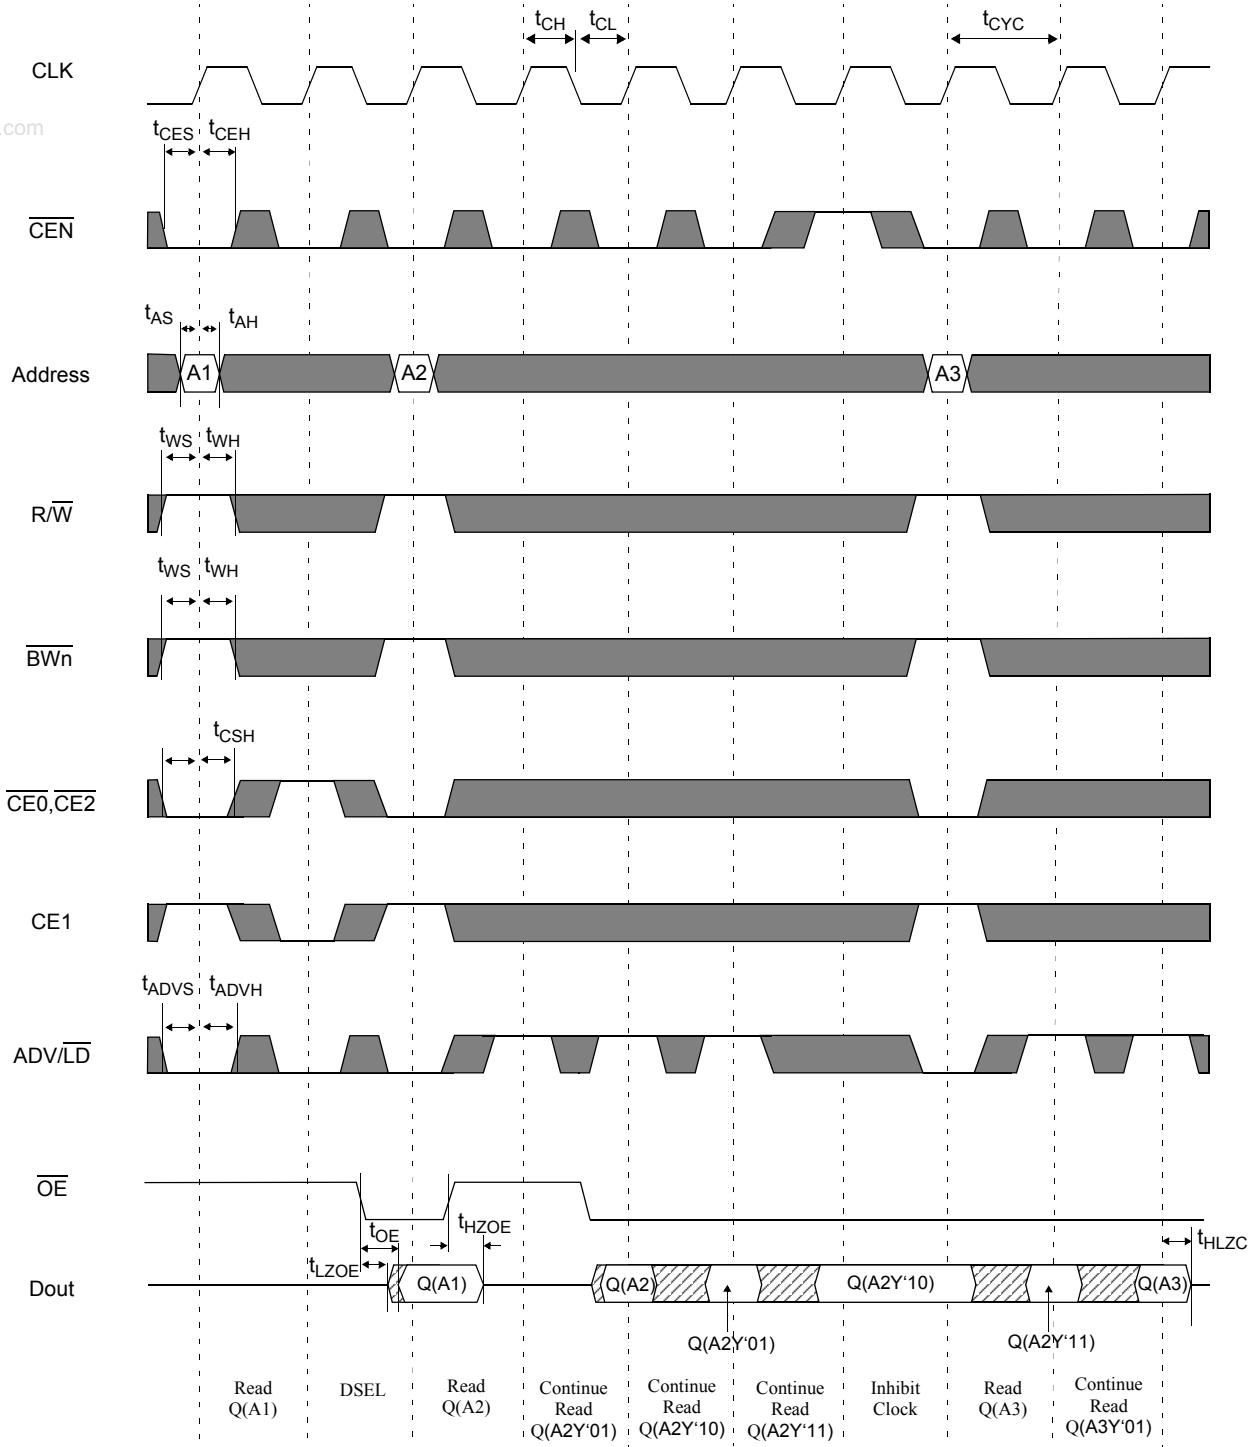 tCH tCL tCYC
CLK
.com
tCES tCEH
CEN
tAS tAH
Address A1 A2 A3
tWS tWH
R/W
tWS tWH
BWn
tCSH
CE0,CE2
CE1
tADVS tADVH
ADV/LD
OE
tOE tHZOE
tHLZC
tLZOE
Dout Q(A1) Q(A2) Q(A2Y'10) Q(A3)
Q(A2Y'01) Q(A2Y'11)
Read
Q(A1)
DSEL
Read
Q(A2)
Continue
Read
Q(A2Y'01)
Continue
Read
Q(A2Y'10)
Continue
Read
Q(A2Y'11)
Inhibit
Clock
Read
Q(A3)
Continue
Read
Q(A3Y'01)